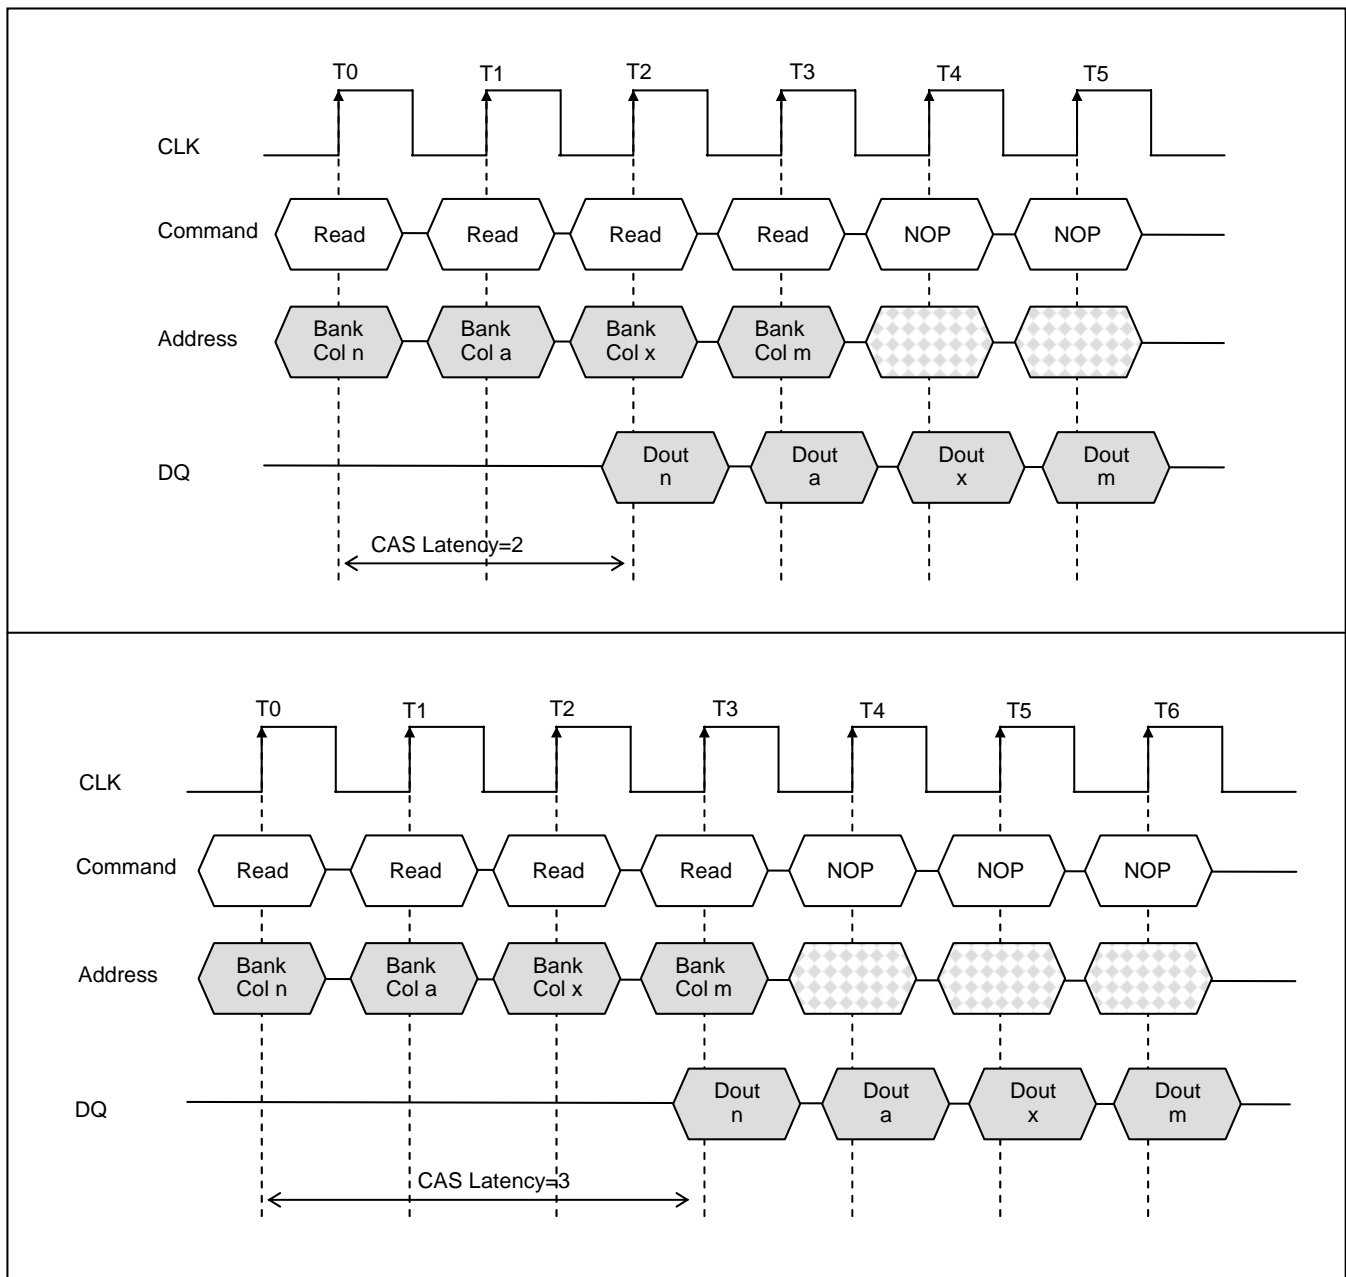 T0 T1 T2 T3 T4 T5
CLK
Command Read Read Read Read NOP NOP
Address
Bank Bank Bank Bank
Col n Col a Col x Col m
DQ
Dout Dout Dout Dout
n a x m
CAS Latency=2
T0 T1 T2 T3 T4 T5 T6
CLK
Command Read Read Read Read NOP NOP NOP
Address
Bank Bank Bank Bank
Col n Col a Col x Col m
DQ
Dout Dout Dout Dout
n a x m
CAS Latency=3